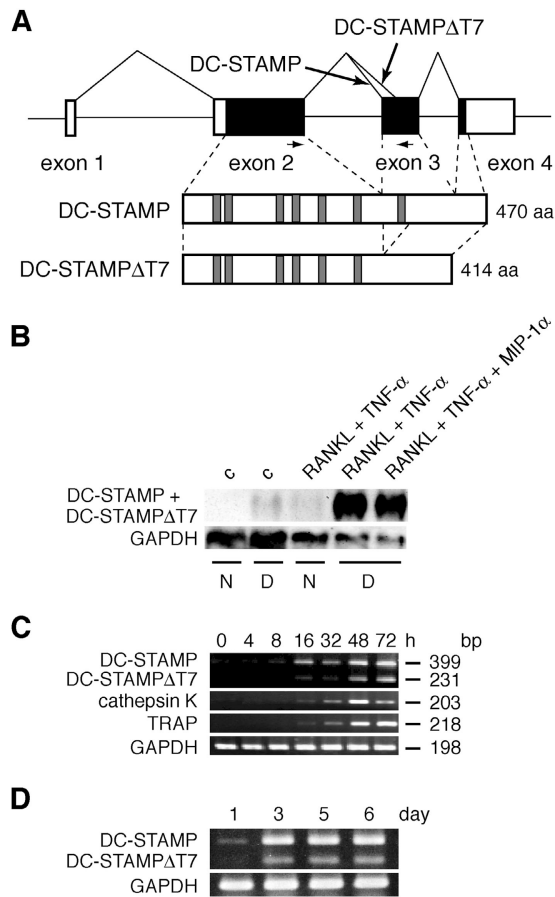 A
DC-STAMP
DC-STAMPΔT7
exon 1
exon 2
exon 3
exon 4
DC-STAMP
470 aa
DC-STAMPΔT7
414 aa
B
c
c
RANKL + TNF-α
RANKL + TNF-α
RANKL + TNF-α + MIP-1α
DC-STAMP +
DC-STAMPΔT7
GAPDH
N
D
N
D
C
0 4 8 16 32 48 72 h bp
DC-STAMP
399
DC-STAMPΔT7
231
cathepsin K
203
TRAP
218
GAPDH
198
D
1 3 5 6 day
DC-STAMP
DC-STAMPΔT7
GAPDH